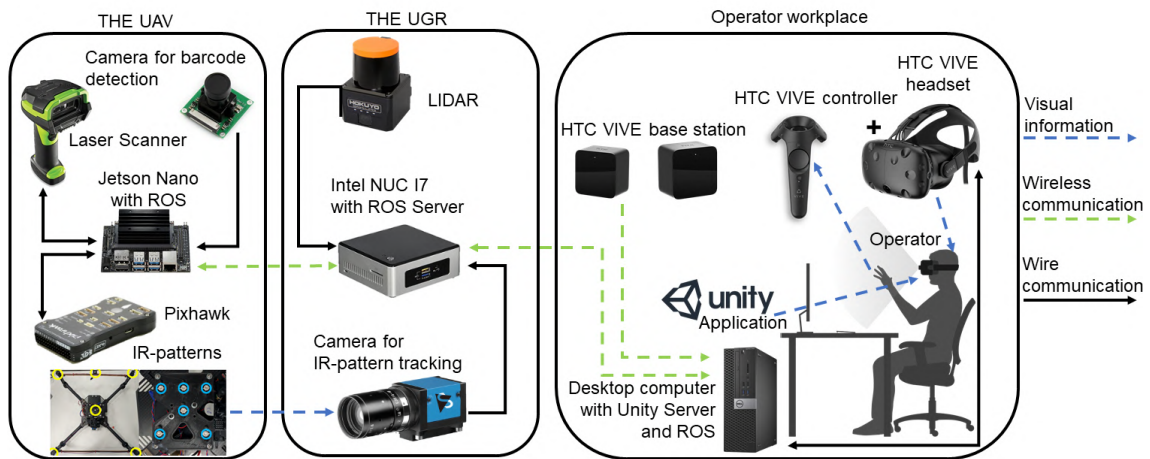 THE UAV
Camera for barcode
detection
Laser Scanner
Jetson Nano
with ROS
Pixhawk
IR-patterns
THE UGR
HOKUYO
LIDAR
Intel NUC I7
with ROS Server
Camera for
IR-pattern tracking
Operator workplace
HTC VIVE
headset
HTC VIVE controller
+
HTC VIVE base station
Operator
unity
Application
Desktop computer
with Unity Server
and ROS
Visual
information
Wireless
communication
Wire
communication